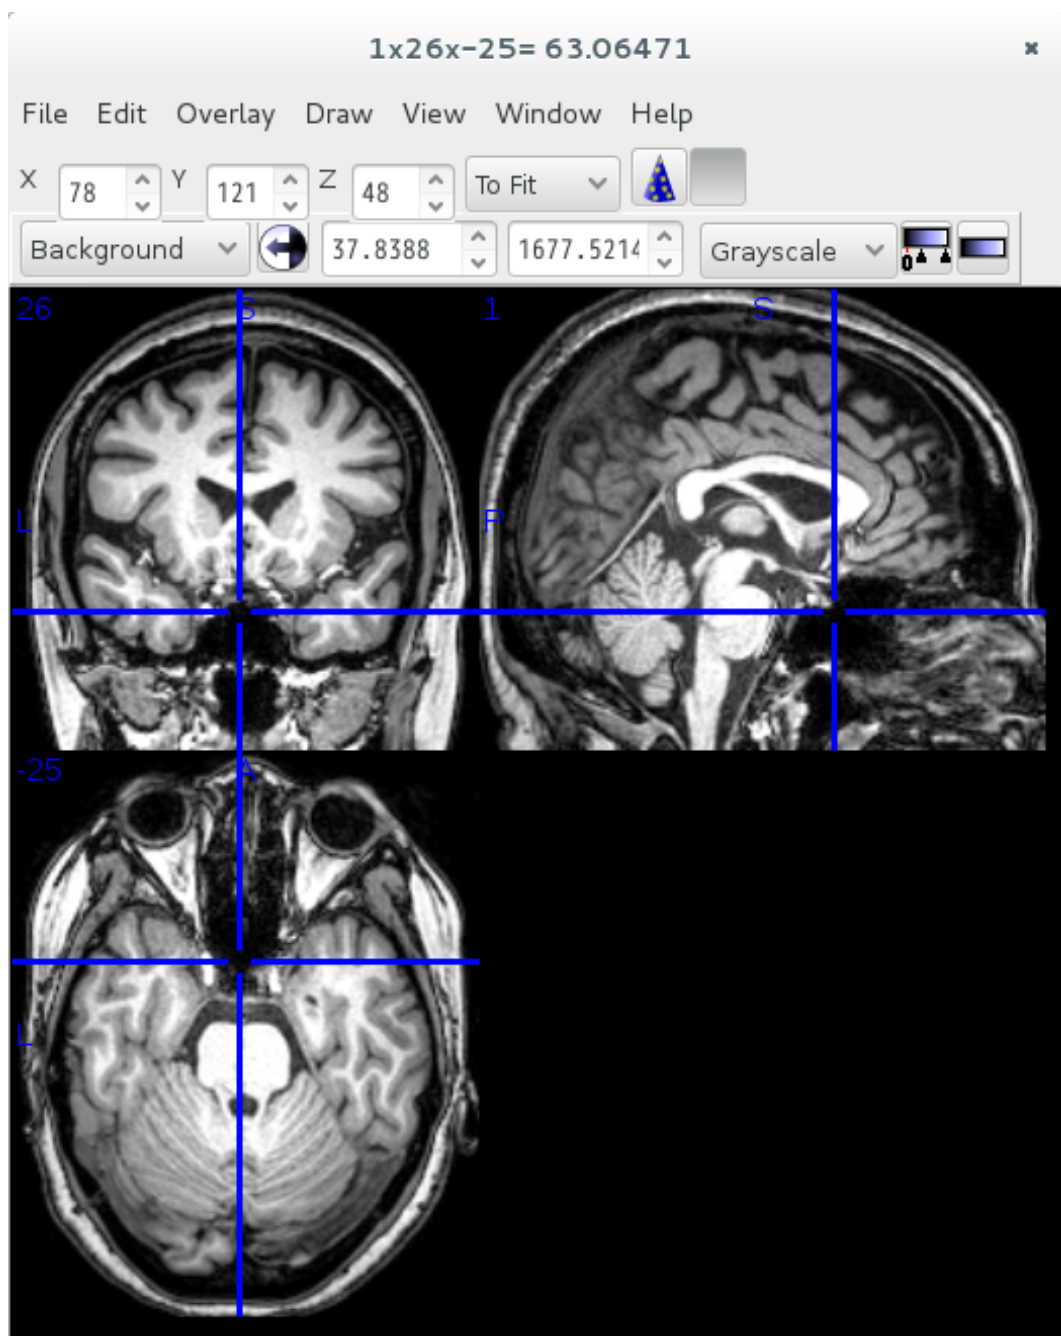 1x26x-25= 63.06471
File Edit Overlay Draw View Window Help
X 78 Y 121 Z 48 To Fit
Background 37.8388 1677.5214 Grayscale
0
26 S 1 S
L P
-25 A
L